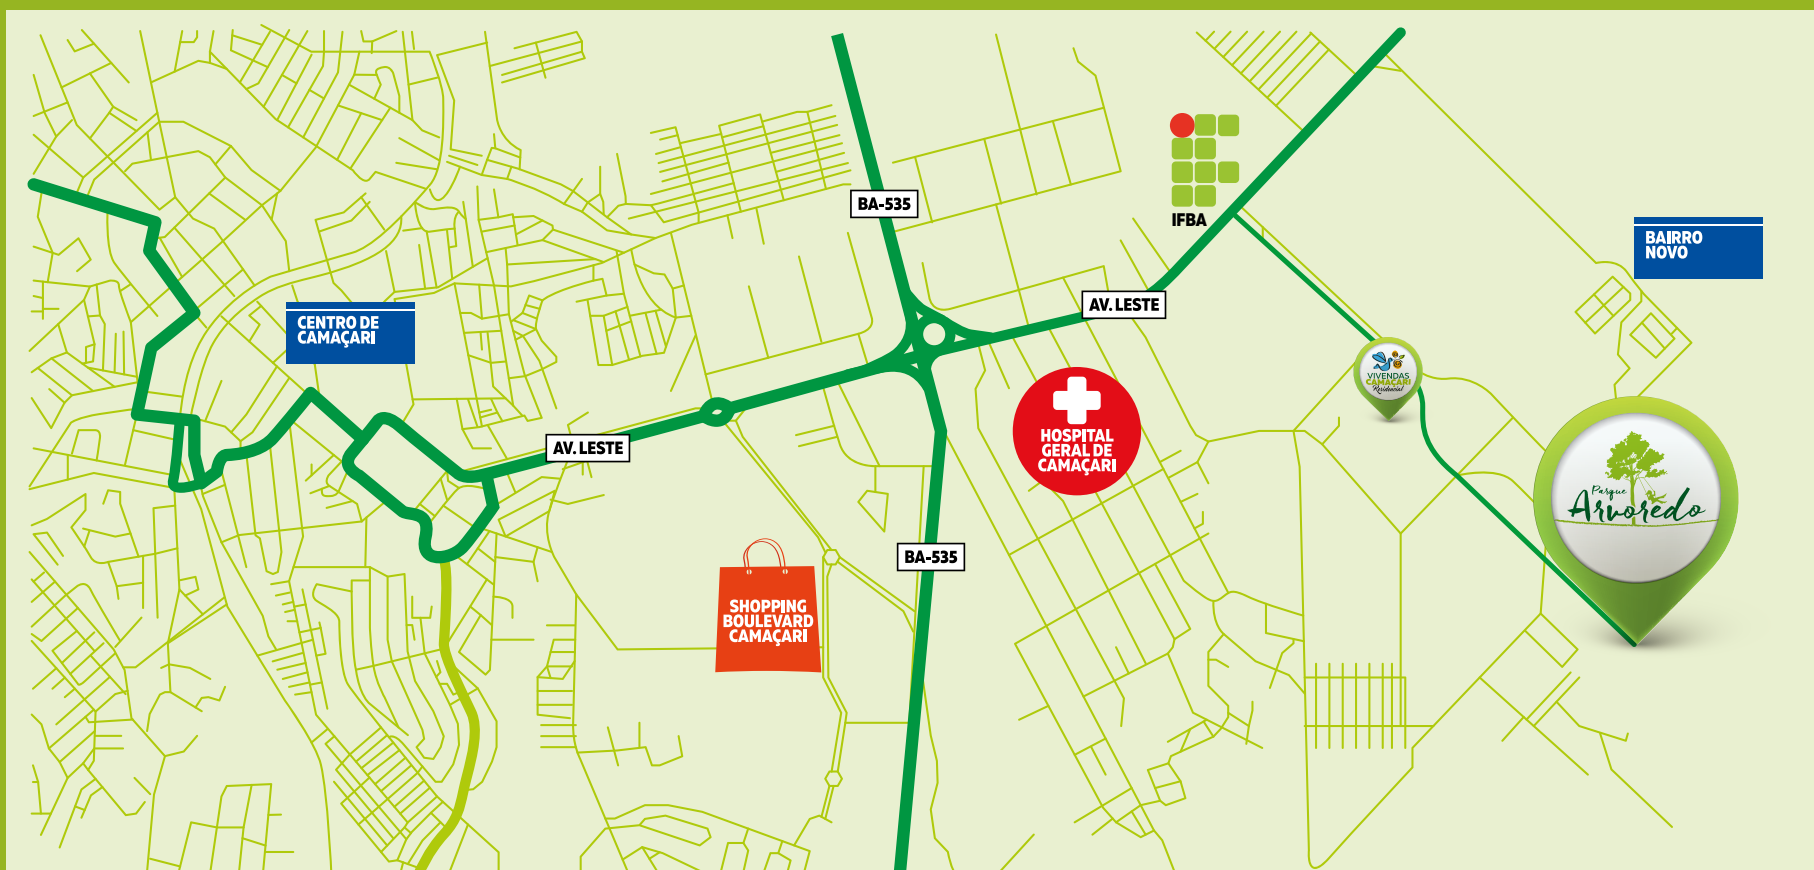 BA-535
IFBA
BAIRRO
NOVO
AV. LESTE
CENTRO DE
CAMAÇARI
VIVENDAS
CAMAÇARI
Residencial
HOSPITAL
GERAL DE
CAMAÇARI
AV. LESTE
Parque
Arvoredo
BA-535
SHOPPING
BOULEVARD
CAMAÇARI